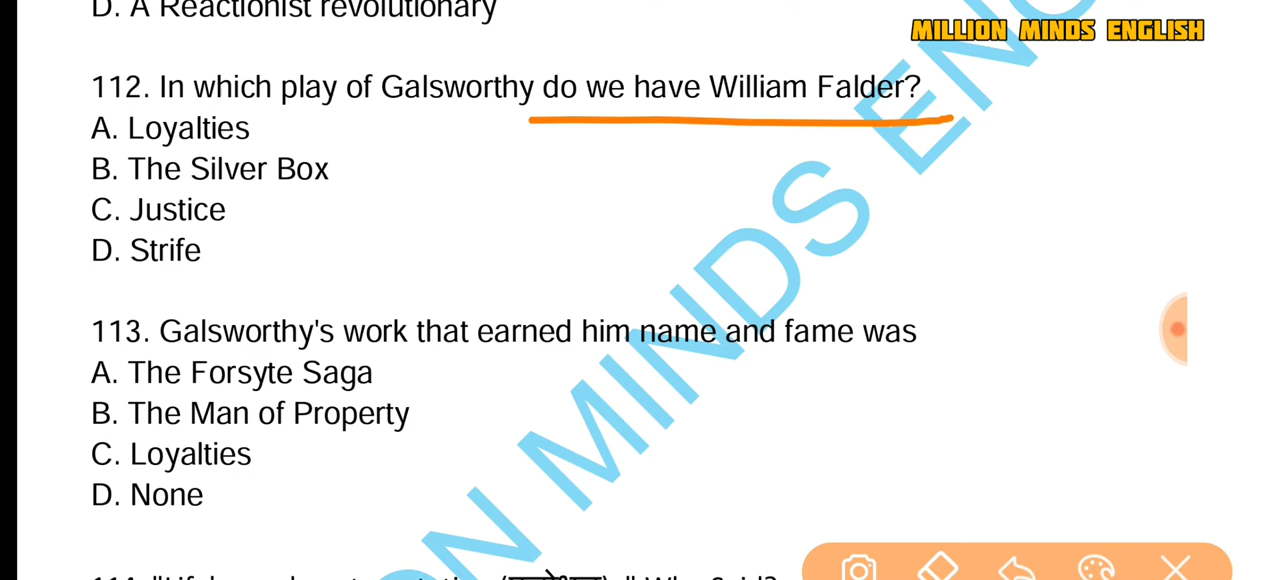 D. A Reactionist revolutionary
MILLION MINDS ENGLISH
112. In which play of Galsworthy do we have William Falder?
A. Loyalties
B. The Silver Box
C. Justice
D. Strife
113. Galsworthy's work that earned him name and fame was
A. The Forsyte Saga
B. The Man of Property
C. Loyalties
D. None
MINDS